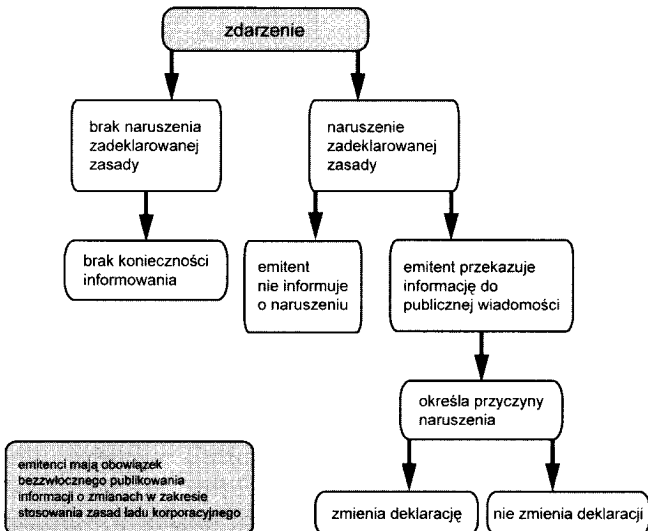 zdarzenie
brak naruszenia
zadeklarowanej
zasady
naruszenie
zadeklarowanej
zasady
brak konieczności
informowania
emitent
nie informuje
o naruszeniu
emitent przekazuje
informację do
publicznej wiadomości
określa przyczyny
naruszenia
emitenci mają obowiązek
bezzwłocznego publikowania
informacji o zmianach w zakresie
stosowania zasad ładu korporacyjnego
zmienia deklarację
nie zmienia deklaracji